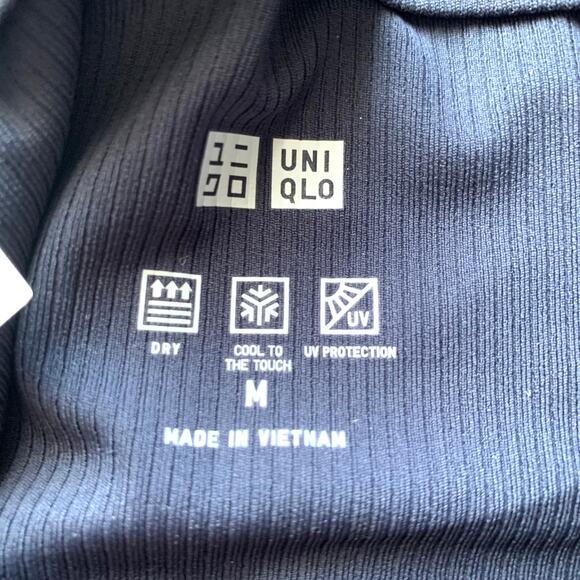 ユニ UNI
クロ QLO
UV
DRY COOL TO UV PROTECTION
THE TOUCH
M
MADE IN VIETNAM